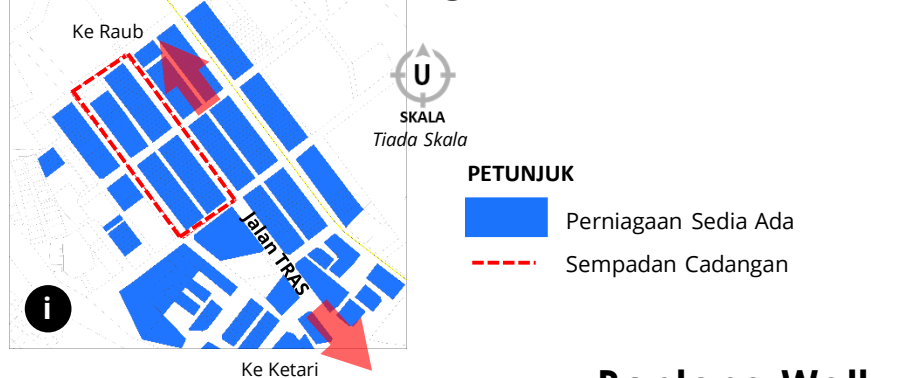 Ke Raub
U
SKALA
Tiada Skala
PETUNJUK
Perniagaan Sedia Ada
Sempadan Cadangan
Jalan TRAS
i
Ke Ketari